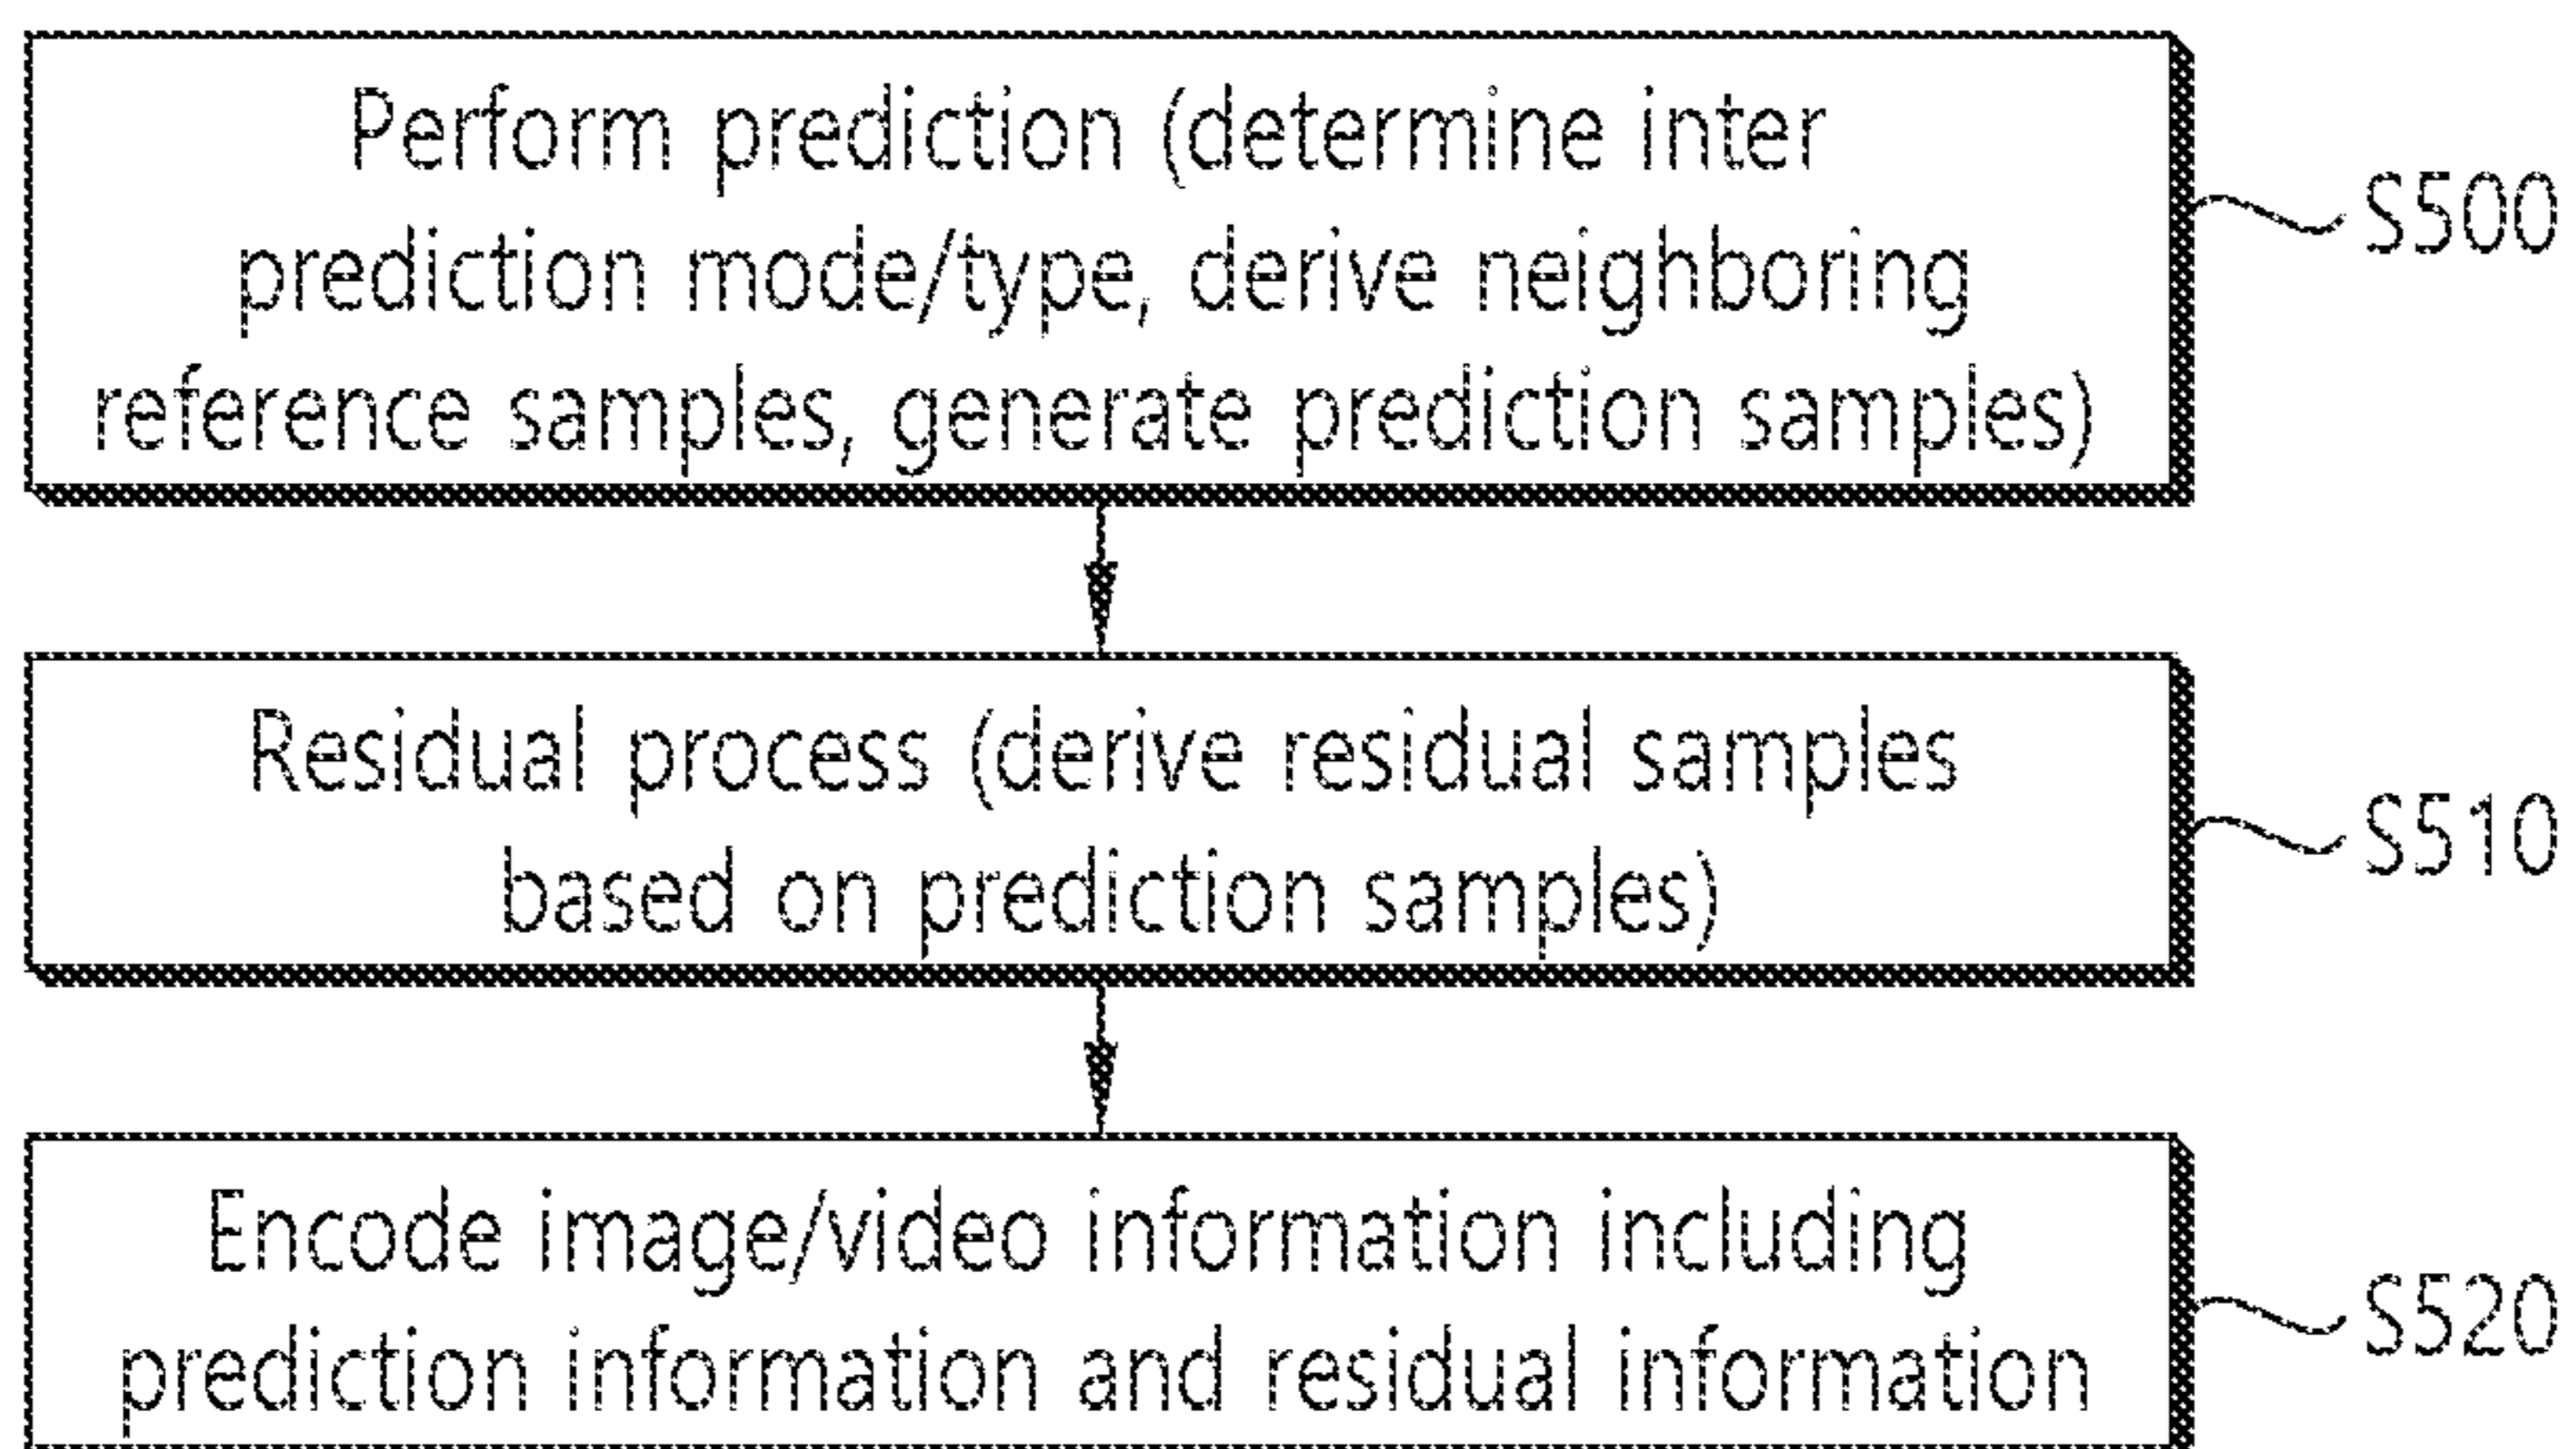 Perform prediction (determine inter
prediction mode/type, derive neighboring
reference samples, generate prediction samples)
S500
Residual process (derive residual samples
based on prediction samples)
S510
Encode image/video information including
prediction information and residual information
S520